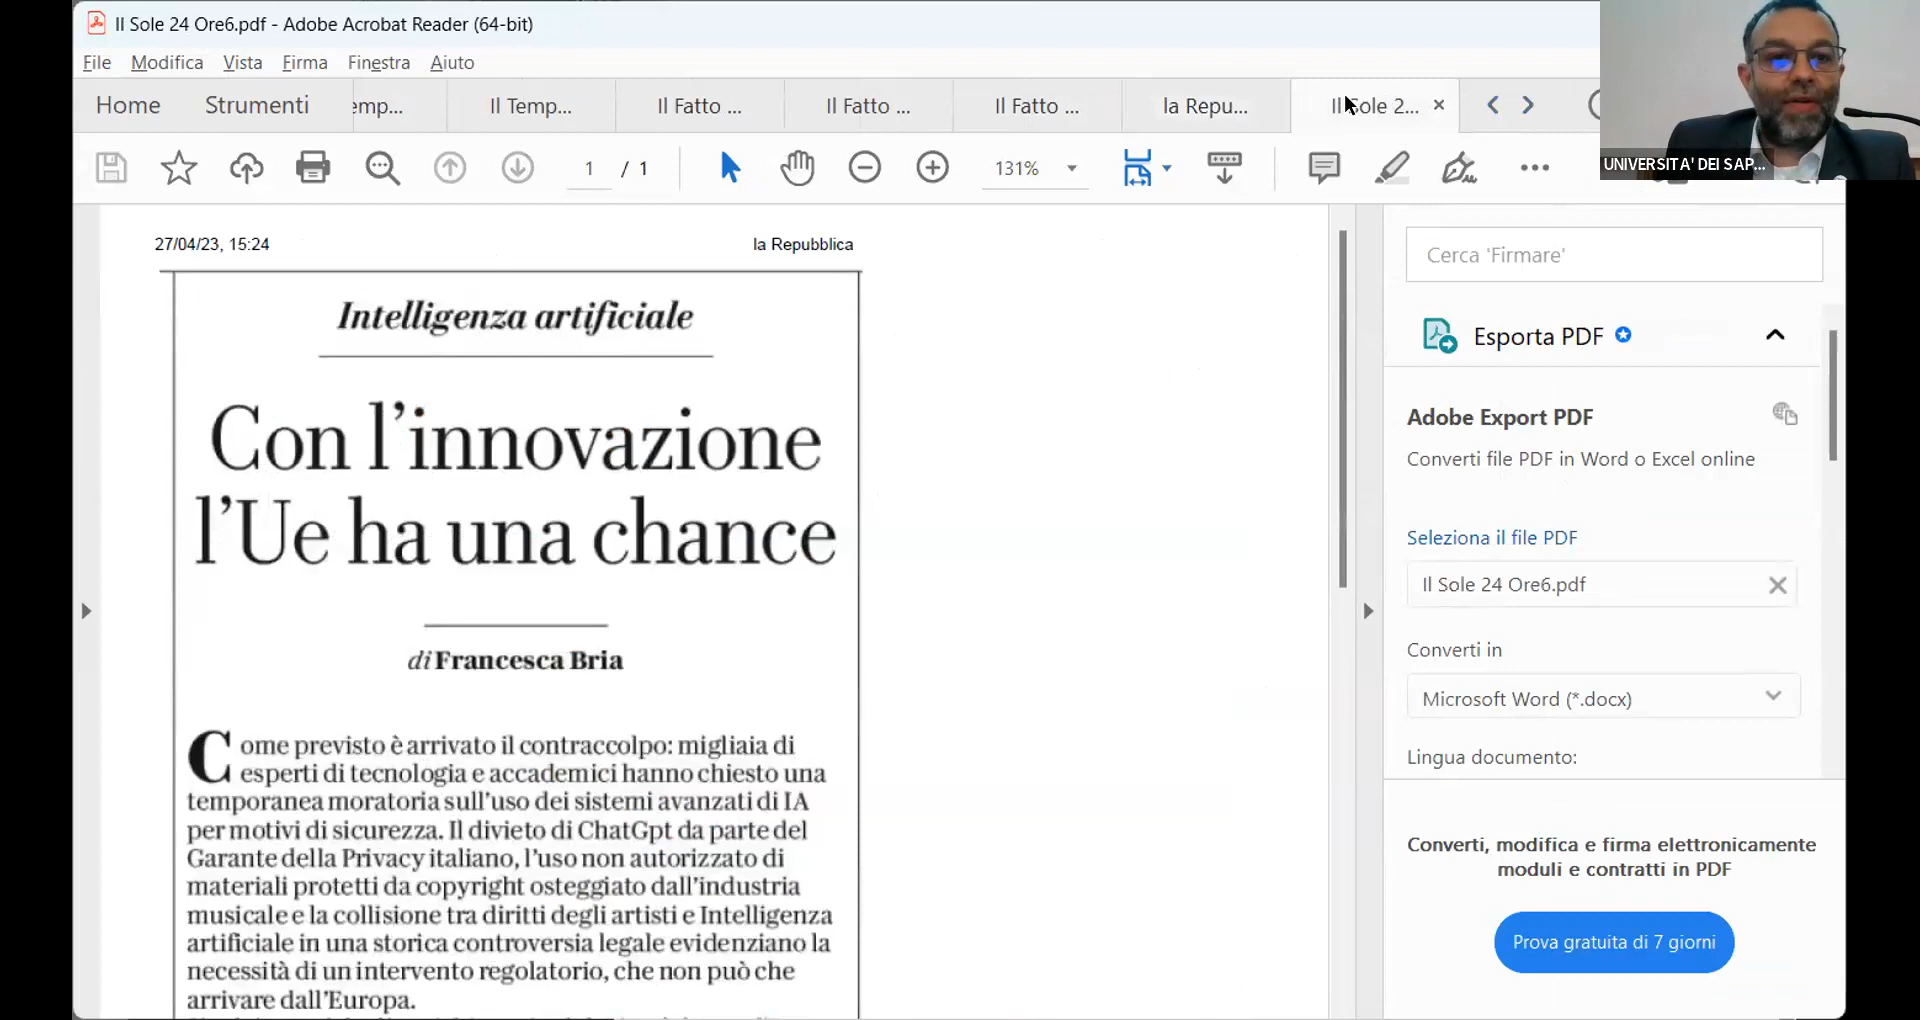 Il Sole 24 Ore6.pdf - Adobe Acrobat Reader (64-bit)
File Modifica Vista Firma Finestra Aiuto
Home Strumenti emp... Il Temp... Il Fatto ... Il Fatto ... Il Fatto ... la Repu... Il Sole 2...
1 / 1 131%
UNIVERSITA' DEI SAP...
27/04/23, 15:24 la Repubblica
Intelligenza artificiale
Con l'innovazione
l'Ue ha una chance
di Francesca Bria
Come previsto è arrivato il contraccolpo: migliaia di
esperti di tecnologia e accademici hanno chiesto una
temporanea moratoria sull'uso dei sistemi avanzati di IA
per motivi di sicurezza. Il divieto di ChatGpt da parte del
Garante della Privacy italiano, l'uso non autorizzato di
materiali protetti da copyright osteggiato dall'industria
musicale e la collisione tra diritti degli artisti e Intelligenza
artificiale in una storica controversia legale evidenziano la
necessità di un intervento regolatorio, che non può che
arrivare dall'Europa.
Cerca 'Firmare'
Esporta PDF
Adobe Export PDF
Converti file PDF in Word o Excel online
Seleziona il file PDF
Il Sole 24 Ore6.pdf
Converti in
Microsoft Word (*.docx)
Lingua documento:
Converti, modifica e firma elettronicamente
moduli e contratti in PDF
Prova gratuita di 7 giorni